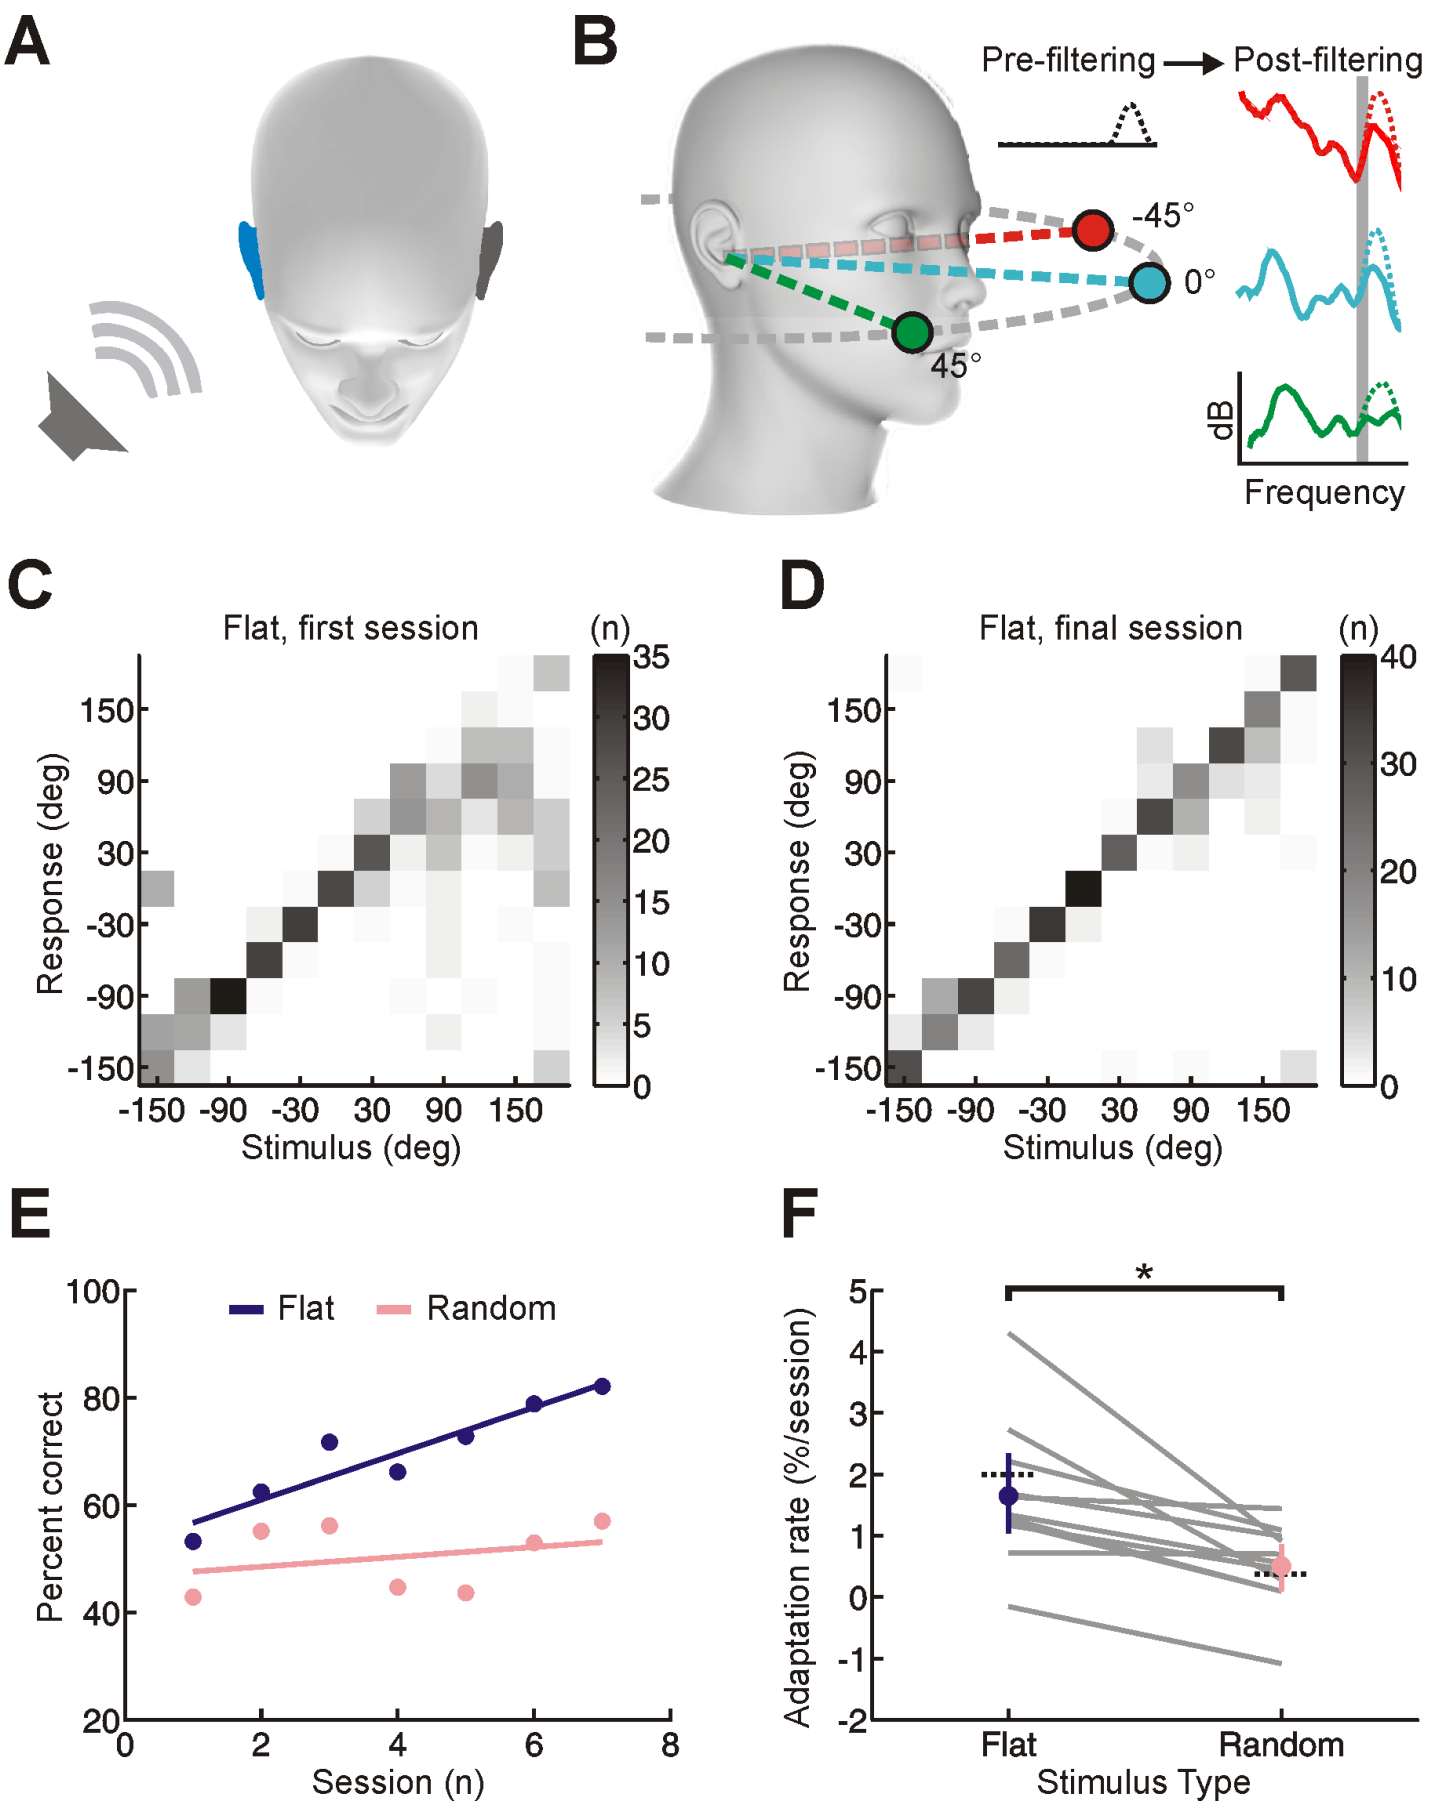 A
B
Pre-filtering
Post-filtering
-45°
0°
45°
dB
Frequency
C
Flat, first session
(n)
35
30
25
20
15
10
5
0
Response (deg)
150
90
30
-30
-90
-150
-150 -90 -30 30 90 150
Stimulus (deg)
D
Flat, final session
(n)
40
30
20
10
0
Response (deg)
150
90
30
-30
-90
-150
-150 -90 -30 30 90 150
Stimulus (deg)
E
Flat
Random
Percent correct
100
80
60
40
20
0 2 4 6 8
Session (n)
F
*
Adaptation rate (%/session)
5
4
3
2
1
0
-1
-2
Flat Random
Stimulus Type